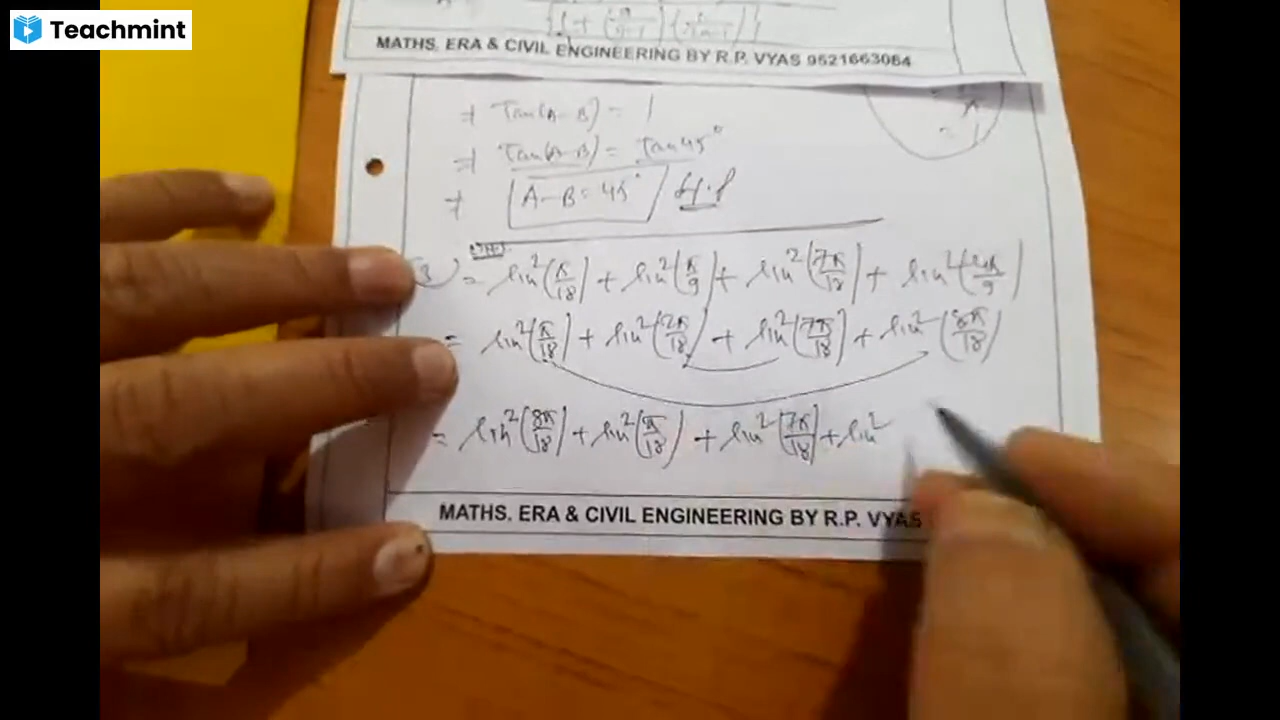 Teachmint
MATHS. ERA & CIVIL ENGINEERING BY R.P. VYAS 9521663064
⇒ Tan(A-B) = 1
⇒ Tan(A-B) = Tan45°
⇒ A-B = 45° H.P
= sin²(π/18) + sin²(π/9) + sin²(7π/18) + sin²(4π/9)
= sin²(π/18) + sin²(2π/18) + sin²(7π/18) + sin²(8π/18)
= sin²(8π/18) + sin²(π/18) + sin²(7π/18) + sin²
MATHS. ERA & CIVIL ENGINEERING BY R.P. VYAS